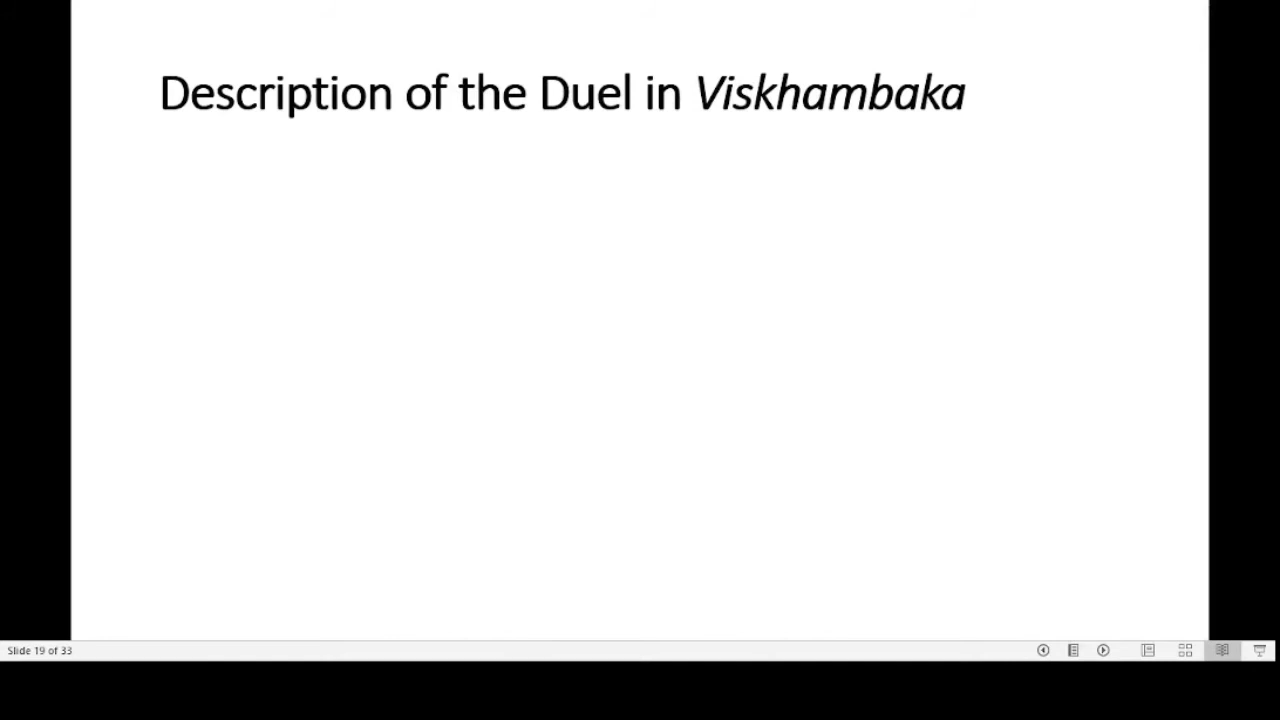 Description of the Duel in Viskhambaka
Slide 19 of 33